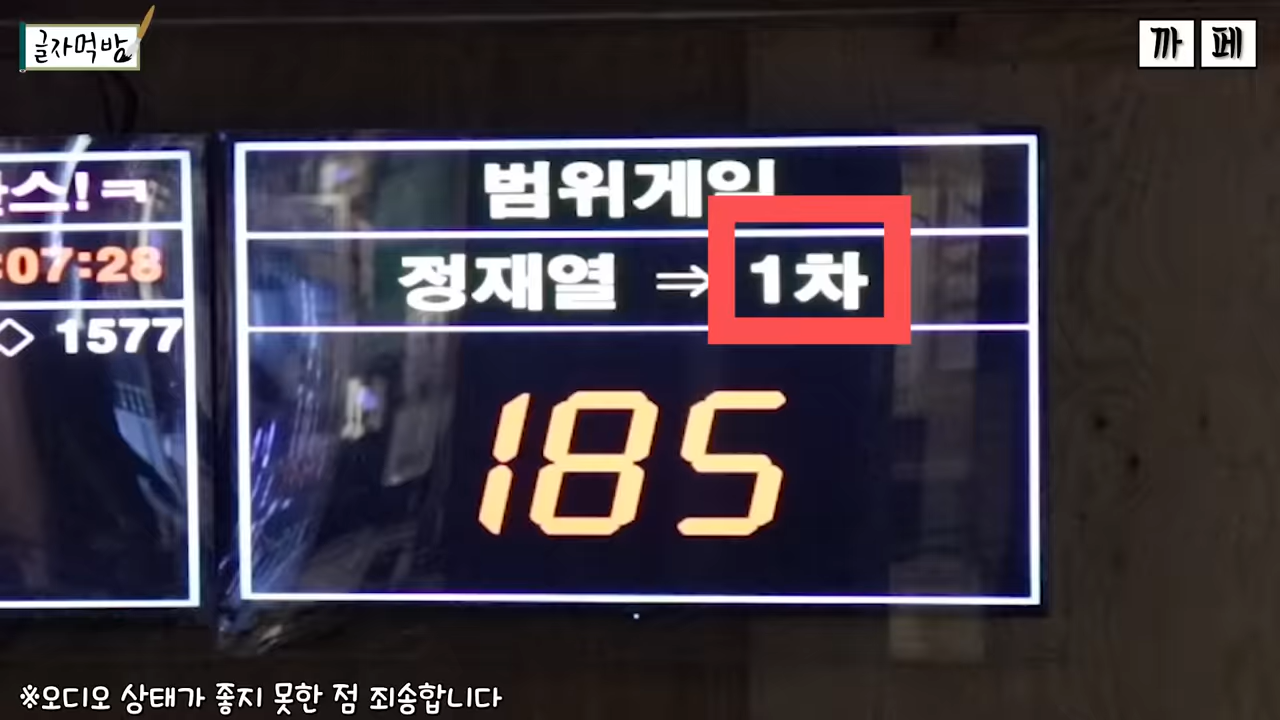 글자먹방
까페
스!ㅋ
:07:28
◇ 1577
범위게임
정재열 ⇒ 1차
185
※오디오 상태가 좋지 못한 점 죄송합니다